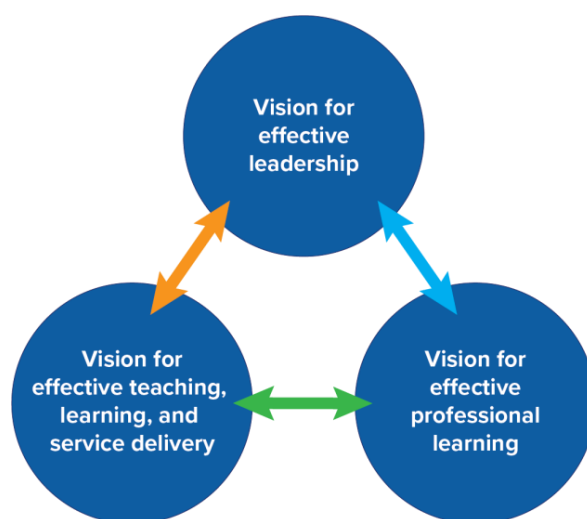 Vision for
effective
leadership
Vision for
effective teaching,
learning, and
service delivery
Vision for
effective
professional
learning